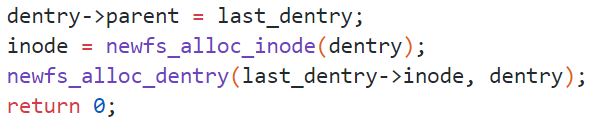 dentry->parent = last_dentry;
inode = newfs_alloc_inode(dentry);
newfs_alloc_dentry(last_dentry->inode, dentry);
return 0;